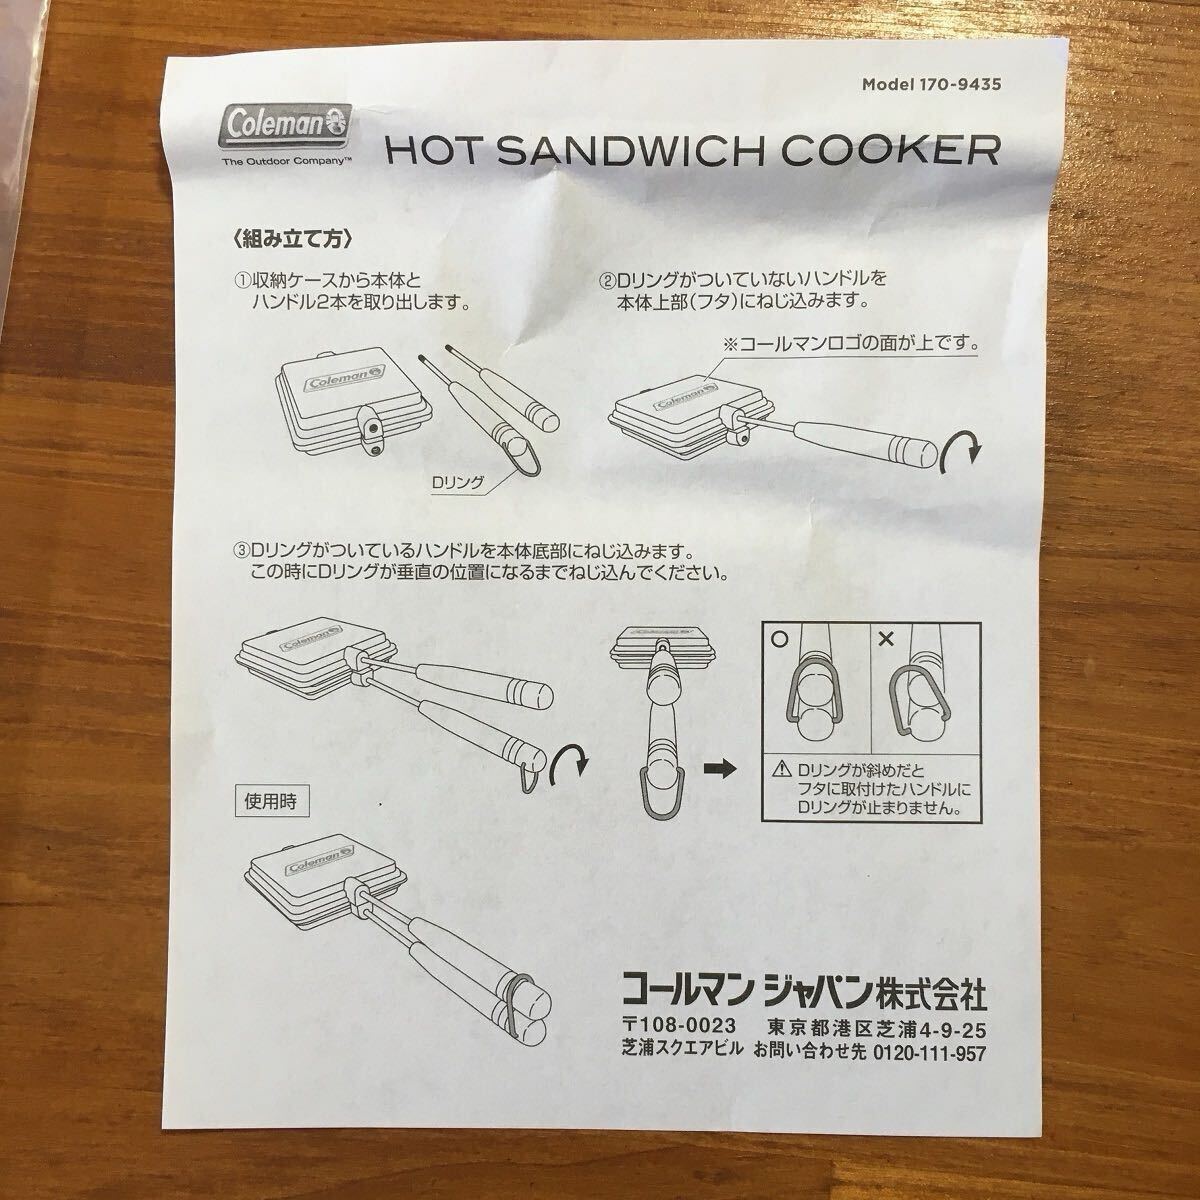 Model 170-9435
Coleman
The Outdoor Company™
HOT SANDWICH COOKER
〈組み立て方〉
①収納ケースから本体と
ハンドル2本を取り出します。
Coleman
Dリング
②Dリングがついていないハンドルを
本体上部(フタ)にねじ込みます。
※コールマンロゴの面が上です。
Coleman
③Dリングがついているハンドルを本体底部にねじ込みます。
この時にDリングが垂直の位置になるまでねじ込んでください。
Coleman
○ ×
⚠ Dリングが斜めだと
フタに取付けたハンドルに
Dリングが止まりません。
使用時
Coleman
コールマン ジャパン株式会社
〒108-0023 東京都港区芝浦4-9-25
芝浦スクエアビル お問い合わせ先 0120-111-957